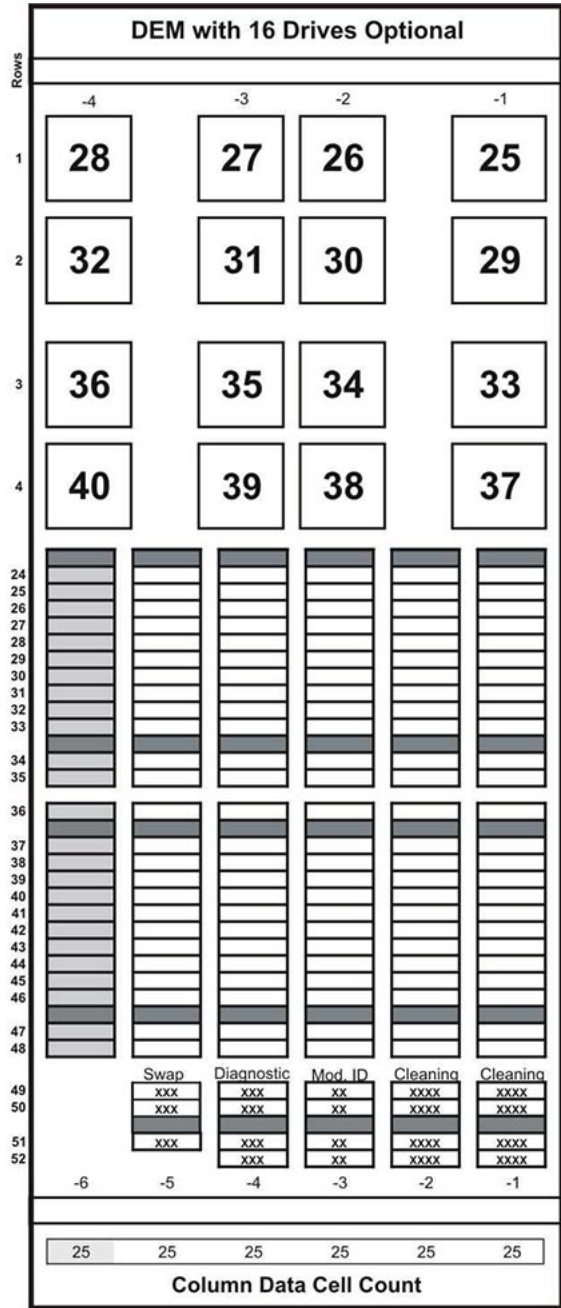 DEM with 16 Drives Optional
Rows
-4 -3 -2 -1
1 28 27 26 25
2 32 31 30 29
3 36 35 34 33
4 40 39 38 37
24
25
26
27
28
29
30
31
32
33
34
35
36
37
38
39
40
41
42
43
44
45
46
47
48
Swap Diagnostic Mod. ID Cleaning Cleaning
49 xxx xxx xx xxxx xxxx
50 xxx xxx xx xxxx xxxx
51 xxx xxx xx xxxx xxxx
52 xxx xx xxxx xxxx
-6 -5 -4 -3 -2 -1
25 25 25 25 25 25
Column Data Cell Count